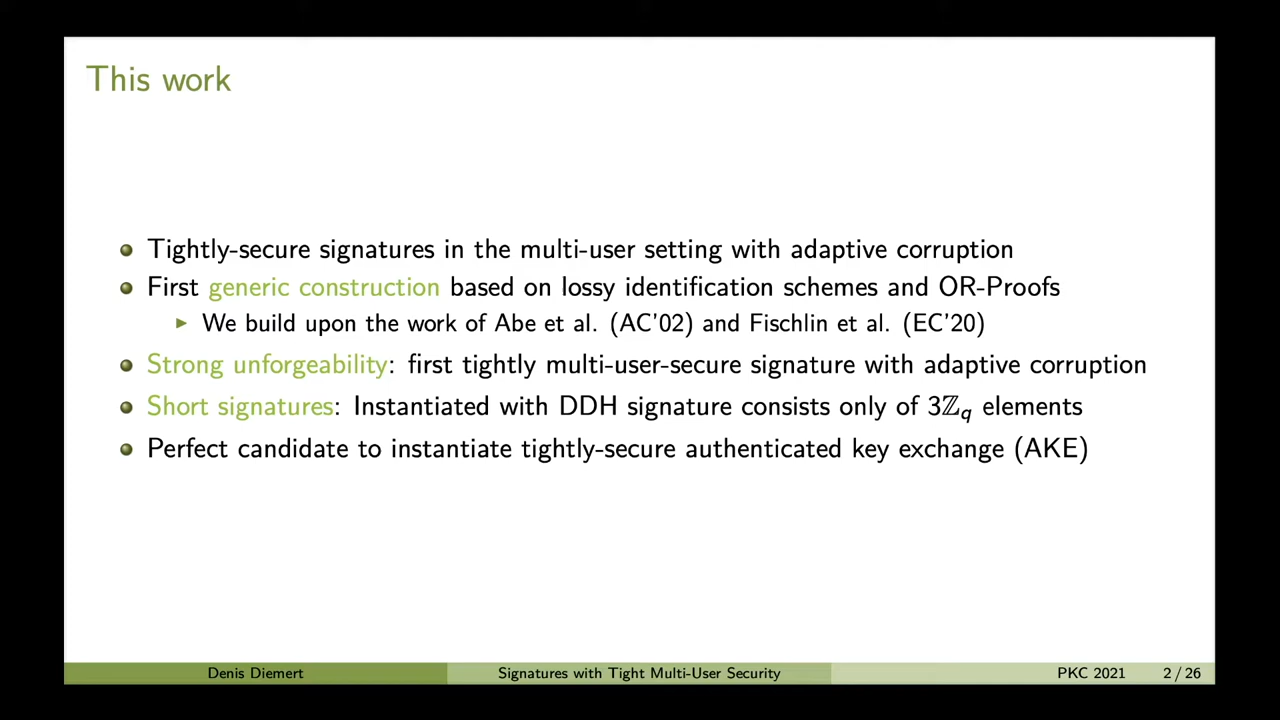 This work
Tightly-secure signatures in the multi-user setting with adaptive corruption
First generic construction based on lossy identification schemes and OR-Proofs
We build upon the work of Abe et al. (AC'02) and Fischlin et al. (EC'20)
Strong unforgeability: first tightly multi-user-secure signature with adaptive corruption
Short signatures: Instantiated with DDH signature consists only of 3ℤq elements
Perfect candidate to instantiate tightly-secure authenticated key exchange (AKE)
Denis Diemert Signatures with Tight Multi-User Security PKC 2021 2 / 26